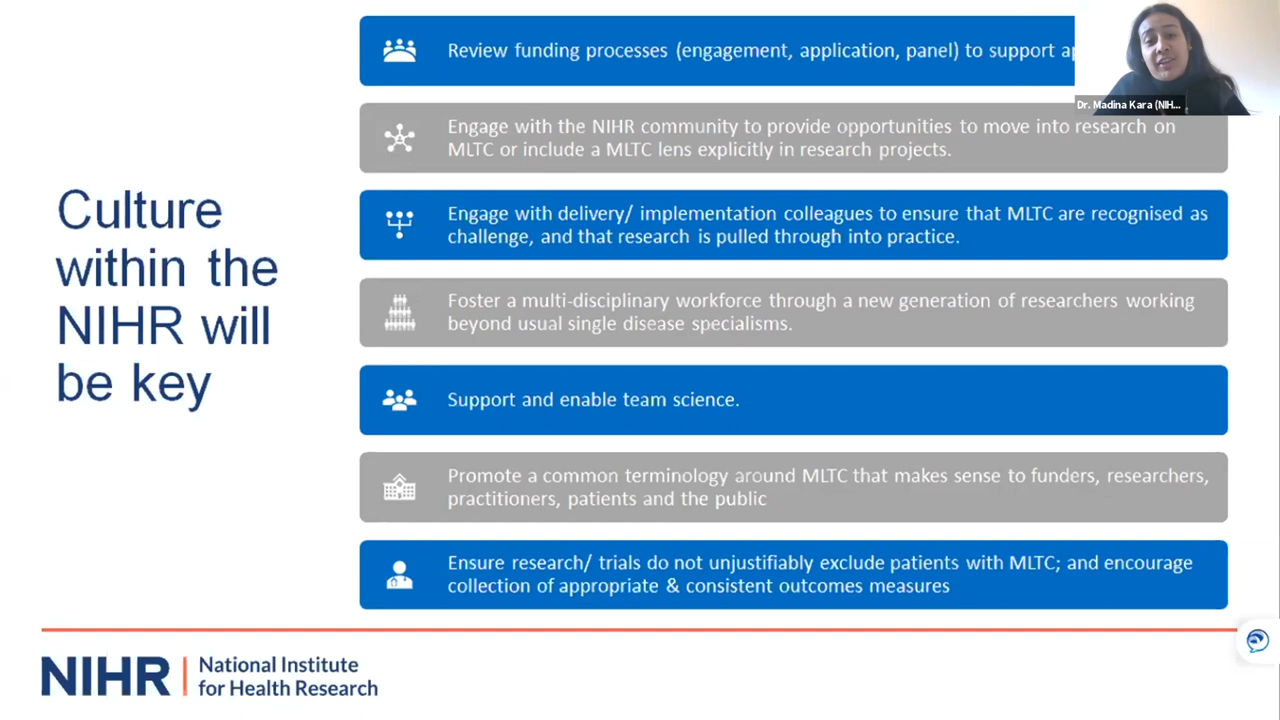 Culture
within the
NIHR will
be key
Review funding processes (engagement, application, panel) to support
Dr. Madina Kara (NIH...
Engage with the NIHR community to provide opportunities to move into research on
MLTC or include a MLTC lens explicitly in research projects.
Engage with delivery/ implementation colleagues to ensure that MLTC are recognised as
challenge, and that research is pulled through into practice.
Foster a multi-disciplinary workforce through a new generation of researchers working
beyond usual single disease specialisms.
Support and enable team science.
Promote a common terminology around MLTC that makes sense to funders, researchers,
practitioners, patients and the public
Ensure research/ trials do not unjustifiably exclude patients with MLTC; and encourage
collection of appropriate & consistent outcomes measures
NIHR
National Institute
for Health Research